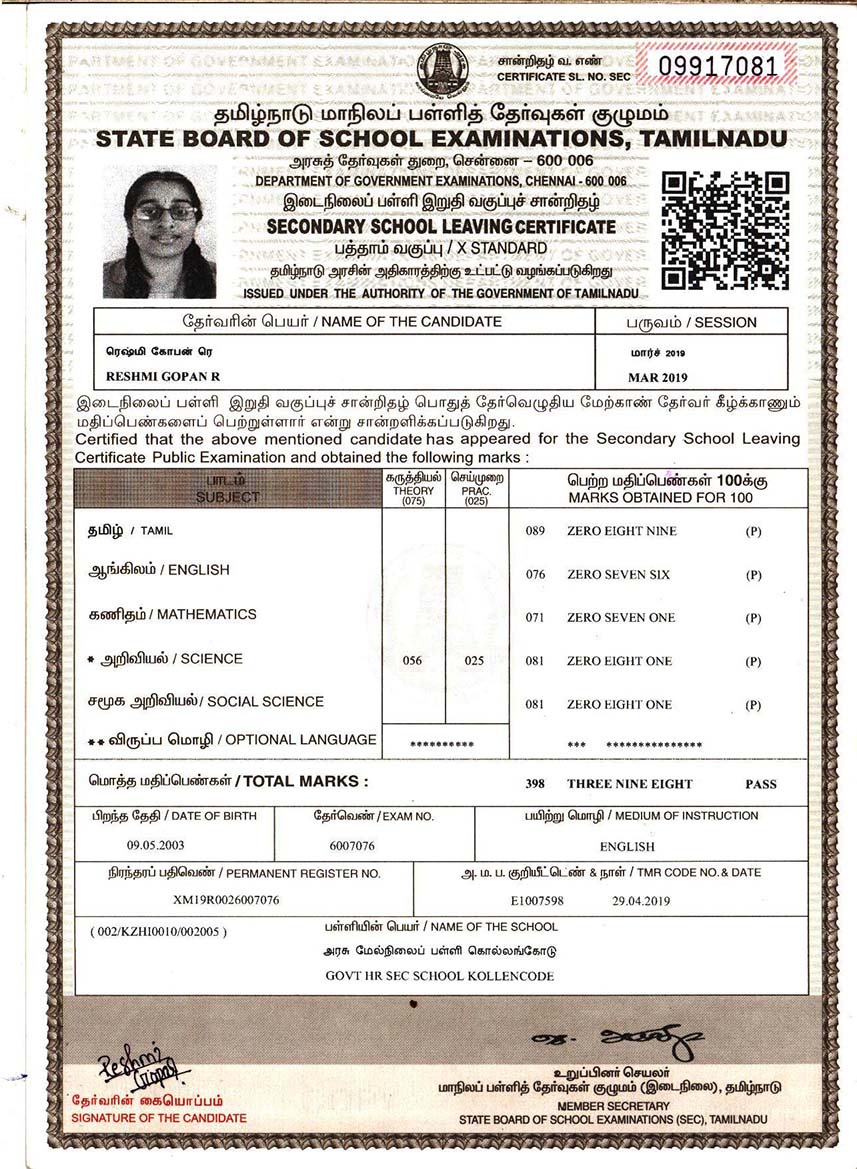 சான்றிதழ் வ. எண்
CERTIFICATE SL. NO. SEC 09917081
தமிழ்நாடு மாநிலப் பள்ளித் தேர்வுகள் குழுமம்
STATE BOARD OF SCHOOL EXAMINATIONS, TAMILNADU
அரசுத் தேர்வுகள் துறை, சென்னை – 600 006
DEPARTMENT OF GOVERNMENT EXAMINATIONS, CHENNAI - 600 006
இடைநிலைப் பள்ளி இறுதி வகுப்புச் சான்றிதழ்
SECONDARY SCHOOL LEAVING CERTIFICATE
பத்தாம் வகுப்பு / X STANDARD
தமிழ்நாடு அரசின் அதிகாரத்திற்கு உட்பட்டு வழங்கப்படுகிறது
ISSUED UNDER THE AUTHORITY OF THE GOVERNMENT OF TAMILNADU
தேர்வரின் பெயர் / NAME OF THE CANDIDATE பருவம் / SESSION
ரெஷ்மி கோபன் ரெ மார்ச் 2019
RESHMI GOPAN R MAR 2019
இடைநிலைப் பள்ளி இறுதி வகுப்புச் சான்றிதழ் பொதுத் தேர்வெழுதிய மேற்காண் தேர்வர் கீழ்க்காணும்
மதிப்பெண்களைப் பெற்றுள்ளார் என்று சான்றளிக்கப்படுகிறது.
Certified that the above mentioned candidate has appeared for the Secondary School Leaving
Certificate Public Examination and obtained the following marks :
பாடம் கருத்தியல் செய்முறை பெற்ற மதிப்பெண்கள் 100க்கு
SUBJECT THEORY PRAC. MARKS OBTAINED FOR 100
(075) (025)
தமிழ் / TAMIL 089 ZERO EIGHT NINE (P)
ஆங்கிலம் / ENGLISH 076 ZERO SEVEN SIX (P)
கணிதம் / MATHEMATICS 071 ZERO SEVEN ONE (P)
* அறிவியல் / SCIENCE 056 025 081 ZERO EIGHT ONE (P)
சமூக அறிவியல் / SOCIAL SCIENCE 081 ZERO EIGHT ONE (P)
** விருப்ப மொழி / OPTIONAL LANGUAGE ********** *** ***************
மொத்த மதிப்பெண்கள் / TOTAL MARKS : 398 THREE NINE EIGHT PASS
பிறந்த தேதி / DATE OF BIRTH தேர்வெண் / EXAM NO. பயிற்று மொழி / MEDIUM OF INSTRUCTION
09.05.2003 6007076 ENGLISH
நிரந்தரப் பதிவெண் / PERMANENT REGISTER NO. அ. ம. ப. குறியீட்டெண் & நாள் / TMR CODE NO. & DATE
XM19R0026007076 E1007598 29.04.2019
( 002/KZHI0010/002005 ) பள்ளியின் பெயர் / NAME OF THE SCHOOL
அரசு மேல்நிலைப் பள்ளி கொல்லங்கோடு
GOVT HR SEC SCHOOL KOLLENCODE
Reshmi
Gopan
தேர்வரின் கையொப்பம்
SIGNATURE OF THE CANDIDATE
உறுப்பினர் செயலர்
மாநிலப் பள்ளித் தேர்வுகள் குழுமம் (இடைநிலை), தமிழ்நாடு
MEMBER SECRETARY
STATE BOARD OF SCHOOL EXAMINATIONS (SEC), TAMILNADU